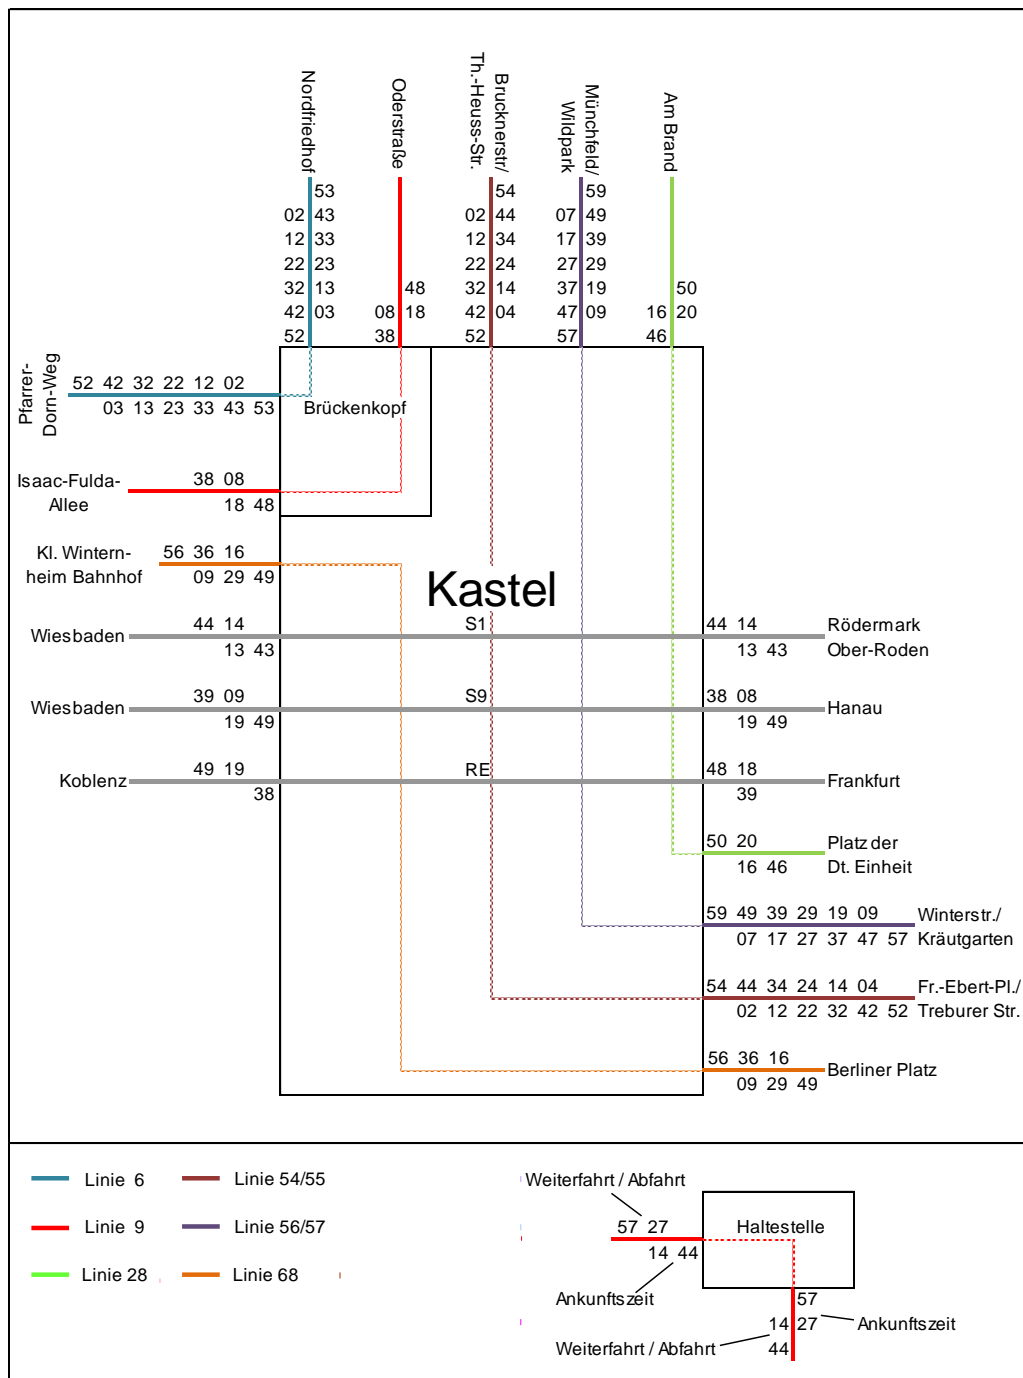 Nordfriedhof
Oderstraße
Brucknerstr/
Th.-Heuss-Str.
Münchfeld/
Wildpark
Am Brand
53
02 43
12 33
22 23
32 13
42 03
52
48
08 18
38
54
02 44
12 34
22 24
32 14
42 04
52
59
07 49
17 39
27 29
37 19
47 09
57
50
16 20
46
Pfarrer-
Dorn-Weg
52 42 32 22 12 02
03 13 23 33 43 53
Brückenkopf
Isaac-Fulda-
Allee
38 08
18 48
Kl. Wintern-
heim Bahnhof
56 36 16
09 29 49
Kastel
Wiesbaden
44 14
13 43
S1
44 14
13 43
Rödermark
Ober-Roden
Wiesbaden
39 09
19 49
S9
38 08
19 49
Hanau
Koblenz
49 19
38
RE
48 18
39
Frankfurt
50 20
16 46
Platz der
Dt. Einheit
59 49 39 29 19 09
07 17 27 37 47 57
Winterstr./
Kräutgarten
54 44 34 24 14 04
02 12 22 32 42 52
Fr.-Ebert-Pl./
Treburer Str.
56 36 16
09 29 49
Berliner Platz
Linie 6
Linie 54/55
Linie 9
Linie 56/57
Linie 28
Linie 68
Weiterfahrt / Abfahrt
57 27
14 44
Haltestelle
Ankunftszeit
57
14 27
44
Ankunftszeit
Weiterfahrt / Abfahrt